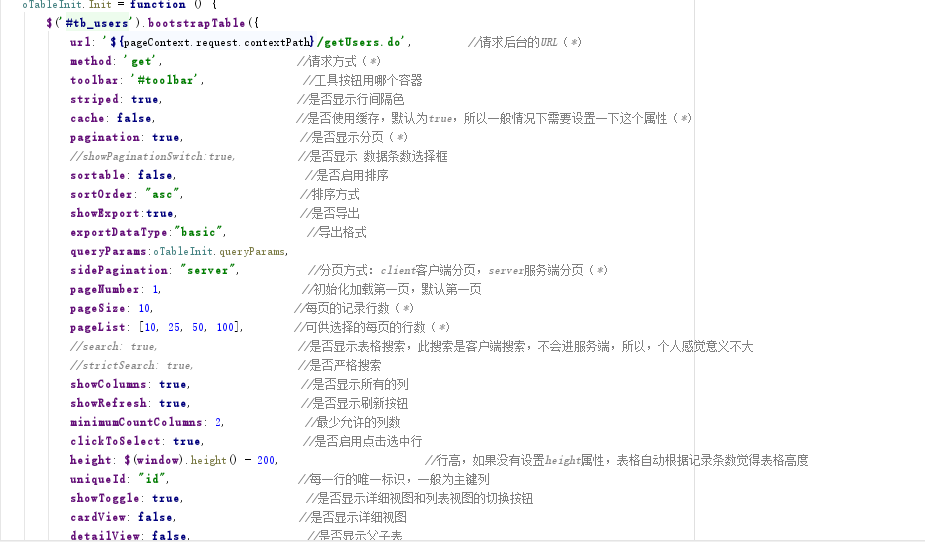 oTableInit.Init = function () {
$('#tb_users').bootstrapTable({
url: '${pageContext.request.contextPath}/getUsers.do', //请求后台的URL（*）
method: 'get', //请求方式（*）
toolbar: '#toolbar', //工具按钮用哪个容器
striped: true, //是否显示行间隔色
cache: false, //是否使用缓存，默认为true，所以一般情况下需要设置一下这个属性（*）
pagination: true, //是否显示分页（*）
//showPaginationSwitch:true, //是否显示 数据条数选择框
sortable: false, //是否启用排序
sortOrder: "asc", //排序方式
showExport:true, //是否导出
exportDataType:"basic", //导出格式
queryParams:oTableInit.queryParams,
sidePagination: "server", //分页方式：client客户端分页，server服务端分页（*）
pageNumber: 1, //初始化加载第一页，默认第一页
pageSize: 10, //每页的记录行数（*）
pageList: [10, 25, 50, 100], //可供选择的每页的行数（*）
//search: true, //是否显示表格搜索，此搜索是客户端搜索，不会进服务端，所以，个人感觉意义不大
//strictSearch: true, //是否严格搜索
showColumns: true, //是否显示所有的列
showRefresh: true, //是否显示刷新按钮
minimumCountColumns: 2, //最少允许的列数
clickToSelect: true, //是否启用点击选中行
height: $(window).height() - 200, //行高，如果没有设置height属性，表格自动根据记录条数觉得表格高度
uniqueId: "id", //每一行的唯一标识，一般为主键列
showToggle: true, //是否显示详细视图和列表视图的切换按钮
cardView: false, //是否显示详细视图
detailView: false, //是否显示父子表